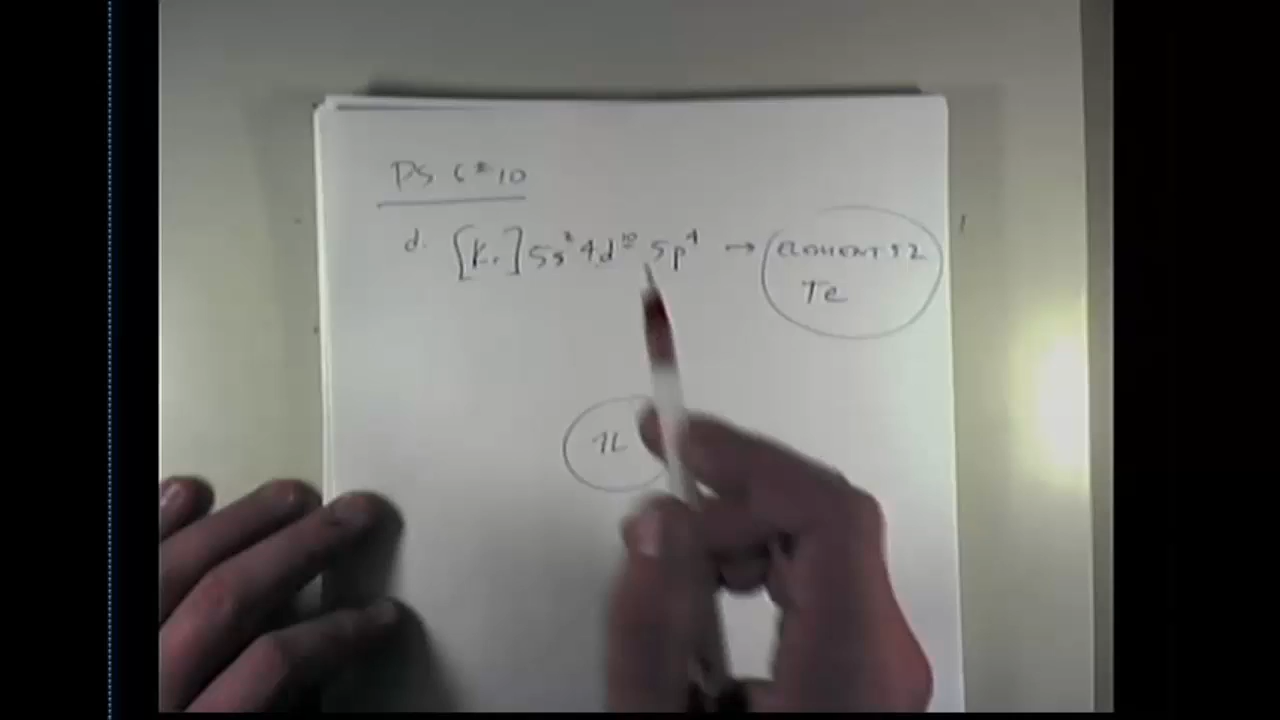 PS 6 # 10
d. [Kr] 5s² 4d¹⁰ 5p⁴ → ELEMENT 52
Te